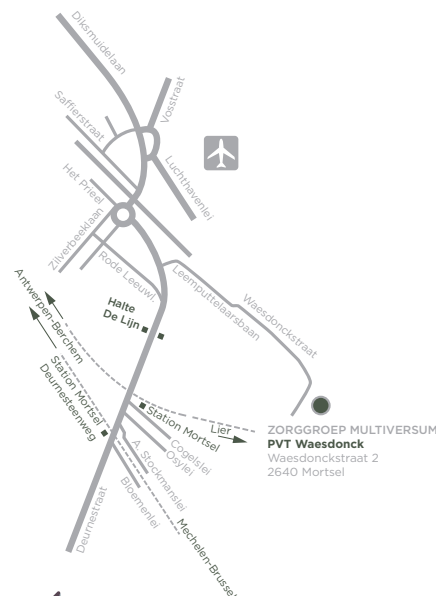 Diksmuidelaan
Vosstraat
Saffierstraat
Luchthavenlei
Het Prieel
Zilverbeeklaan
Rode Leeuwl.
Leemputtelaarsbaan
Waesdonckstraat
Antwerpen-Berchem
Halte
De Lijn
Station Mortsel
Deurnesteenweg
Station Mortsel
Lier
Cogelslei
Osylei
A. Stockmanslei
Bloemenlei
Deurnestraat
Mechelen-Brussel
ZORGGROEP MULTIVERSUM
PVT Waesdonck
Waesdonckstraat 2
2640 Mortsel